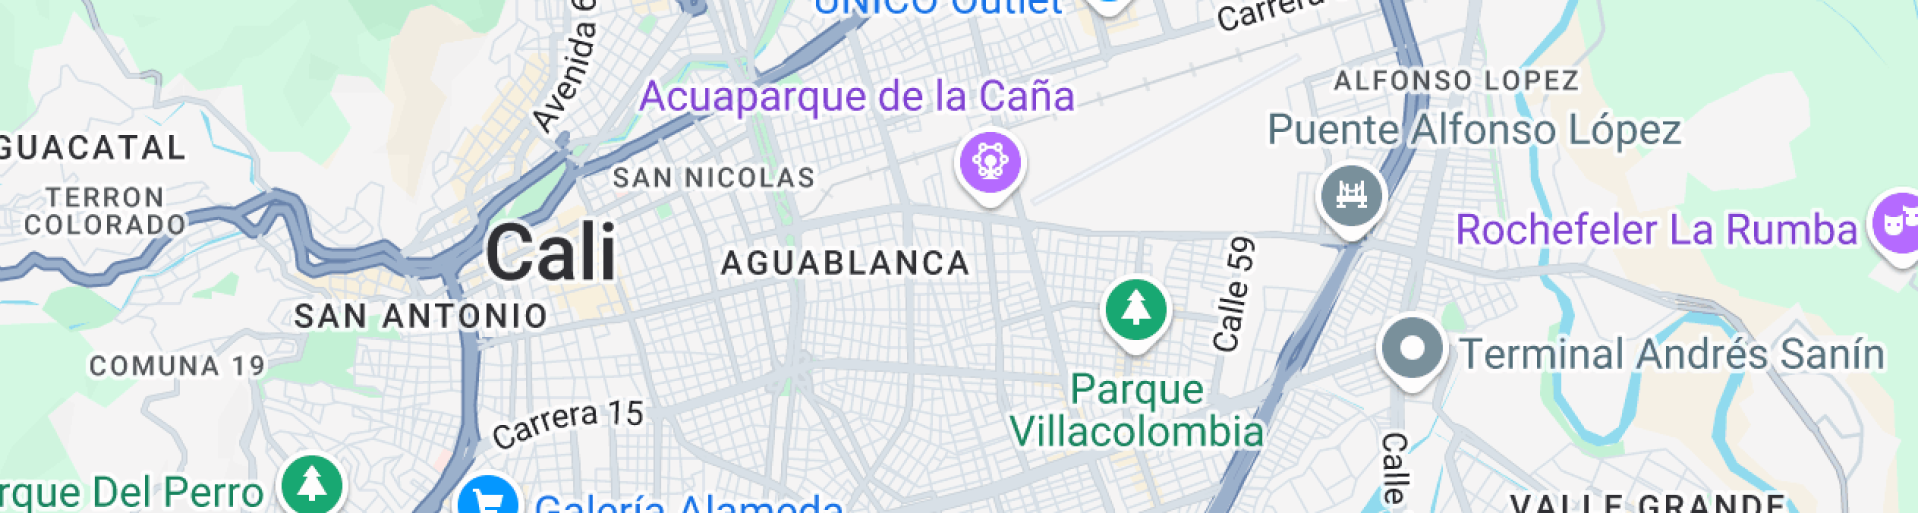 UNICO Outlet
Carrera
Avenida 6
Acuaparque de la Caña
ALFONSO LOPEZ
Puente Alfonso López
GUACATAL
TERRON
COLORADO
SAN NICOLAS
Cali
AGUABLANCA
Rochefeler La Rumba
Calle 59
SAN ANTONIO
COMUNA 19
Terminal Andrés Sanín
Parque
Villacolombia
Carrera 15
Calle
rque Del Perro
Galería Alameda
VALLE GRANDE